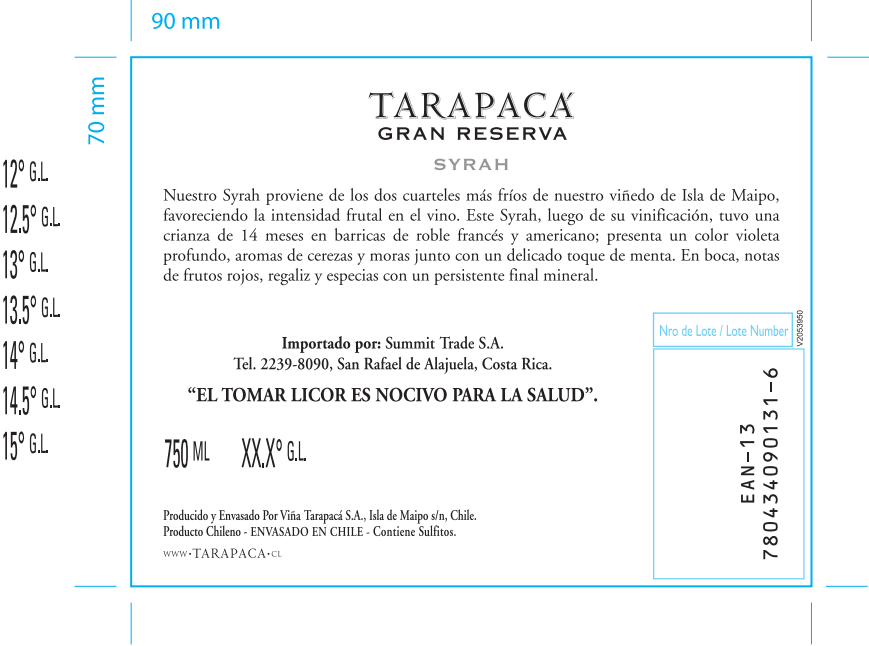 90 mm
70 mm
12° G.L.
12.5° G.L.
13° G.L.
13.5° G.L.
14° G.L.
14.5° G.L.
15° G.L.
TARAPACÁ
GRAN RESERVA
SYRAH
Nuestro Syrah proviene de los dos cuarteles más fríos de nuestro viñedo de Isla de Maipo,
favoreciendo la intensidad frutal en el vino. Este Syrah, luego de su vinificación, tuvo una
crianza de 14 meses en barricas de roble francés y americano; presenta un color violeta
profundo, aromas de cerezas y moras junto con un delicado toque de menta. En boca, notas
de frutos rojos, regaliz y especias con un persistente final mineral.
Importado por: Summit Trade S.A.
Tel. 2239-8090, San Rafael de Alajuela, Costa Rica.
“EL TOMAR LICOR ES NOCIVO PARA LA SALUD”.
750 ML XX.X° G.L.
Producido y Envasado Por Viña Tarapacá S.A., Isla de Maipo s/n, Chile.
Producto Chileno - ENVASADO EN CHILE - Contiene Sulfitos.
WWW•TARAPACA•CL
Nro de Lote / Lote Number
V2053950
EAN-13
780434090131-6